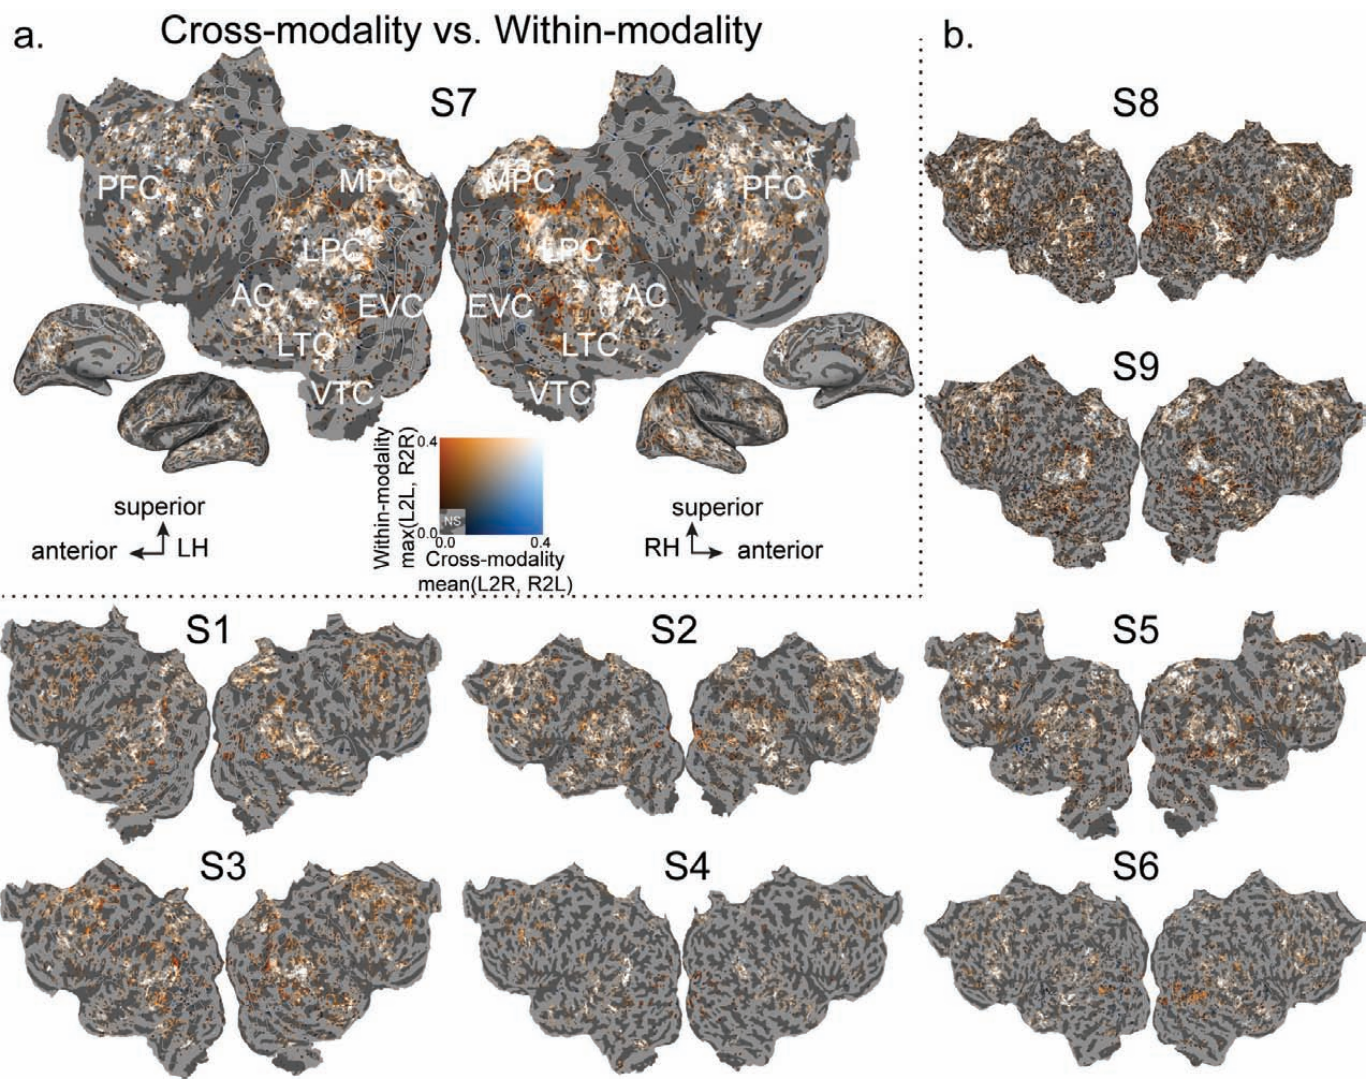 a.
Cross-modality vs. Within-modality
b.
S7
S8
PFC
MPC
MPC
PFC
LPC
LPC
AC
EVC
EVC
AC
LTC
LTC
VTC
VTC
S9
Within-modality
max(L2L, R2R)
0.4
NS
0.0
0.0
0.4
Cross-modality
mean(L2R, R2L)
superior
anterior
LH
superior
RH
anterior
S1
S2
S5
S3
S4
S6